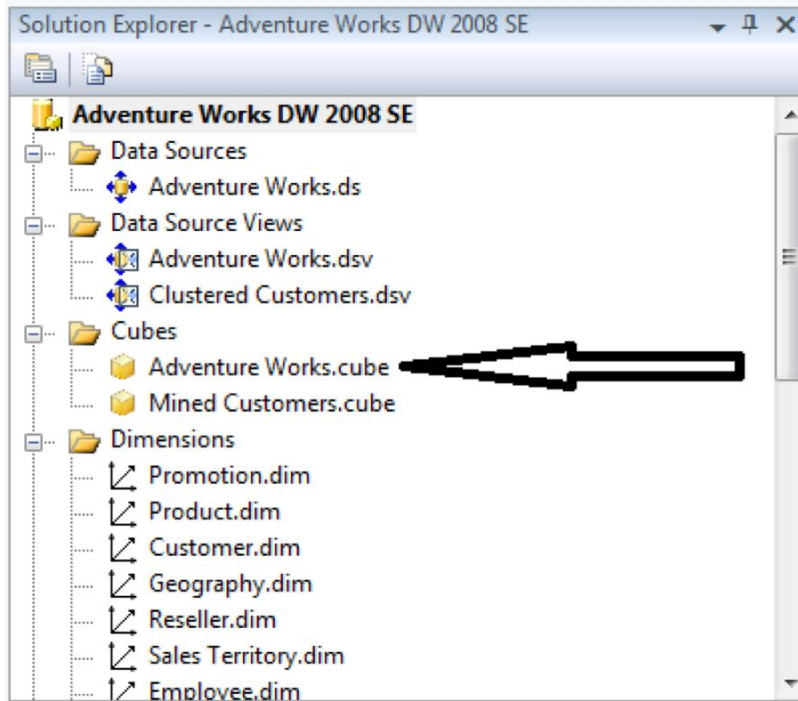 Solution Explorer - Adventure Works DW 2008 SE
Adventure Works DW 2008 SE
Data Sources
Adventure Works.ds
Data Source Views
Adventure Works.dsv
Clustered Customers.dsv
Cubes
Adventure Works.cube
Mined Customers.cube
Dimensions
Promotion.dim
Product.dim
Customer.dim
Geography.dim
Reseller.dim
Sales Territory.dim
Employee.dim